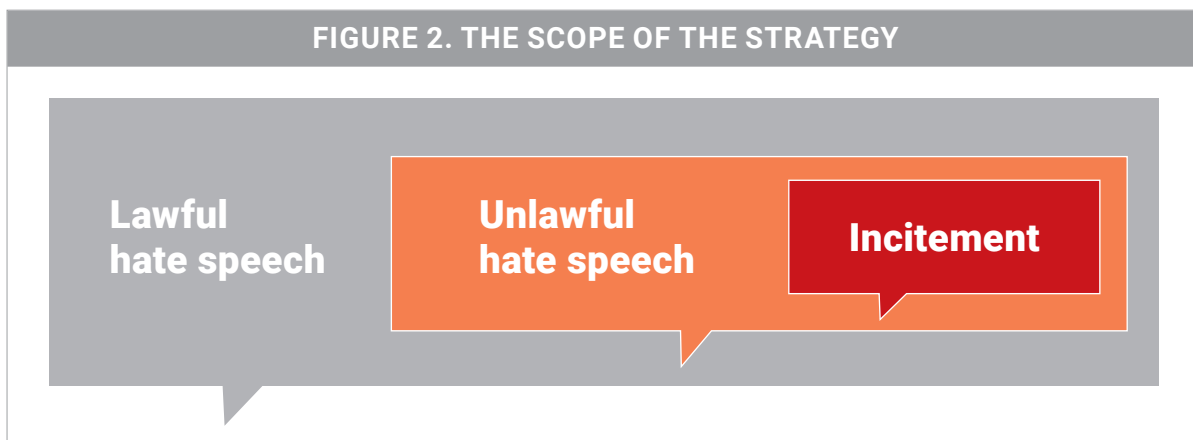 FIGURE 2. THE SCOPE OF THE STRATEGY
Lawful
hate speech
Unlawful
hate speech
Incitement